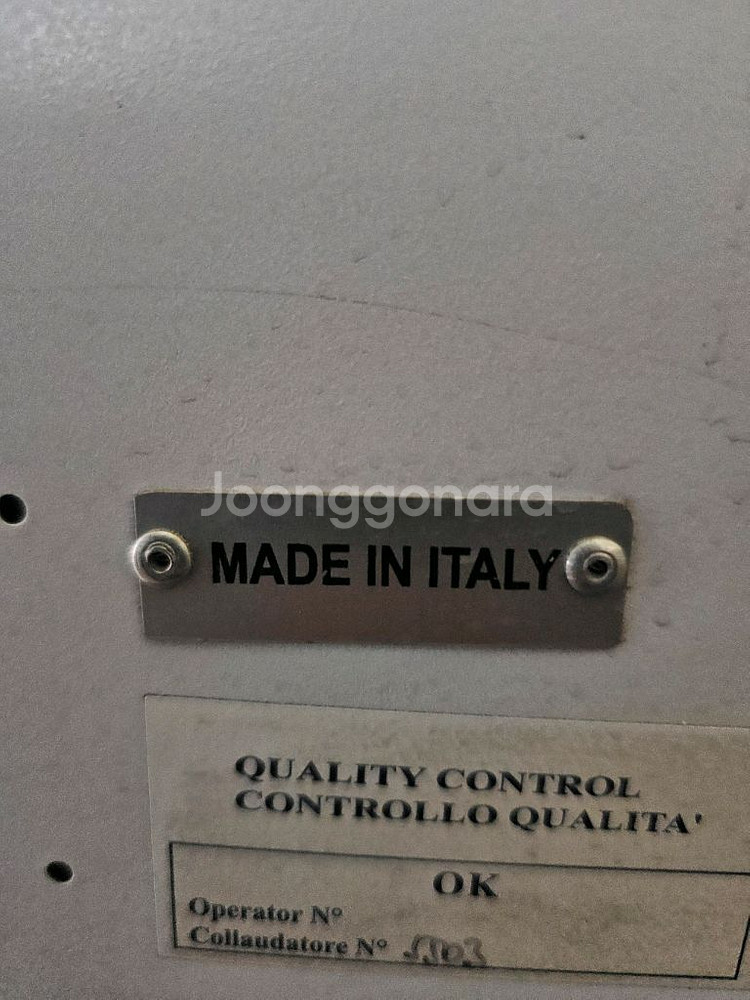 Joonggonara
MADE IN ITALY
QUALITY CONTROL
CONTROLLO QUALITA'
OK
Operator N°
Collaudatore N°